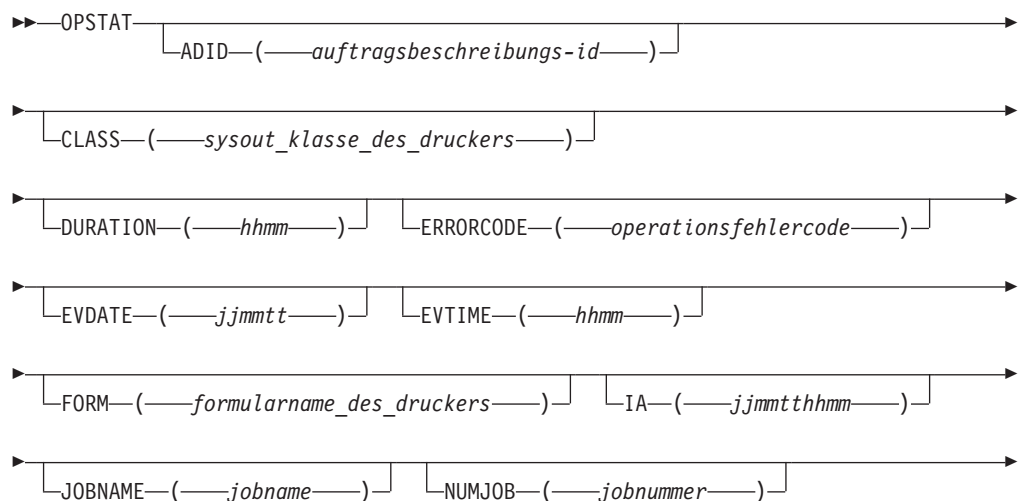 OPSTAT
ADID ( auftragsbeschreibungs-id )
CLASS ( sysout_klasse_des_druckers )
DURATION ( hhmm ) ERRORCODE ( operationsfehlercode )
EVDATE ( jjmmtt ) EVTIME ( hhmm )
FORM ( formularname_des_druckers ) IA ( jjmmtthhmm )
JOBNAME ( jobname ) NUMJOB ( jobnummer )